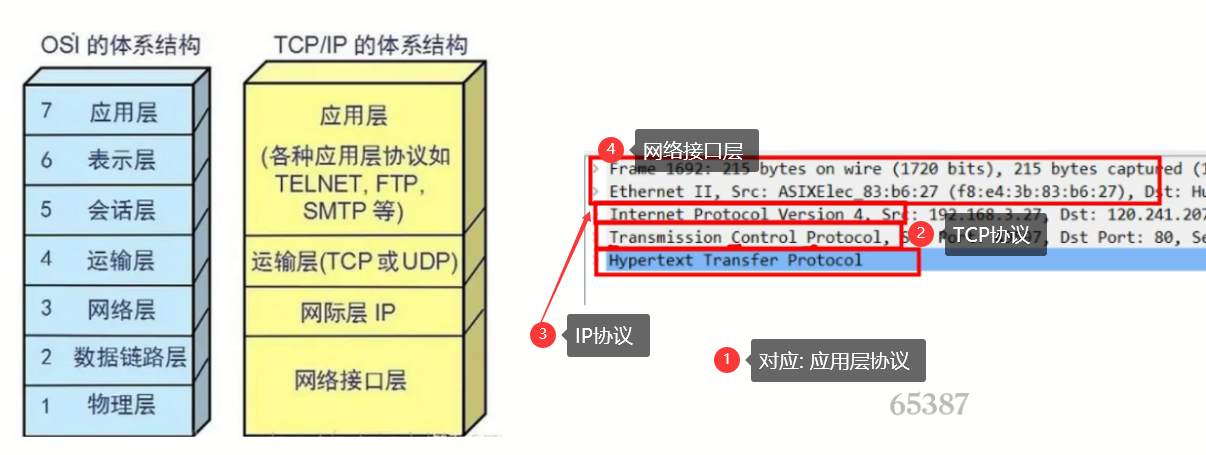 OSI 的体系结构
7 应用层
6 表示层
5 会话层
4 运输层
3 网络层
2 数据链路层
1 物理层
TCP/IP 的体系结构
应用层
(各种应用层协议如
TELNET, FTP,
SMTP 等)
运输层(TCP 或 UDP)
网际层 IP
网络接口层
4 网络接口层
Frame 1692: 215 bytes on wire (1720 bits), 215 bytes captured (1
Ethernet II, Src: ASIXElec_83:b6:27 (f8:e4:3b:83:b6:27), Dst: Hu
Internet Protocol Version 4, Src: 192.168.3.27, Dst: 120.241.207
Transmission Control Protocol, Dst Port: 80, Se
2 TCP协议
Hypertext Transfer Protocol
3 IP协议
1 对应: 应用层协议
65387